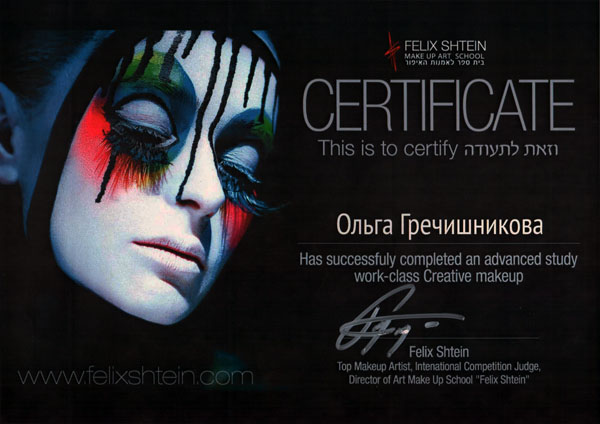 FELIX SHTEIN
MAKE UP ART SCHOOL
בית ספר לאמנות האיפור
CERTIFICATE
This is to certify וזאת לתעודה
Ольга Гречишникова
Has successfuly completed an advanced study
work-class Creative makeup
Felix Shtein
Top Makeup Artist, Intenational Competition Judge,
Director of Art Make Up School "Felix Shtein"
www.felixshtein.com